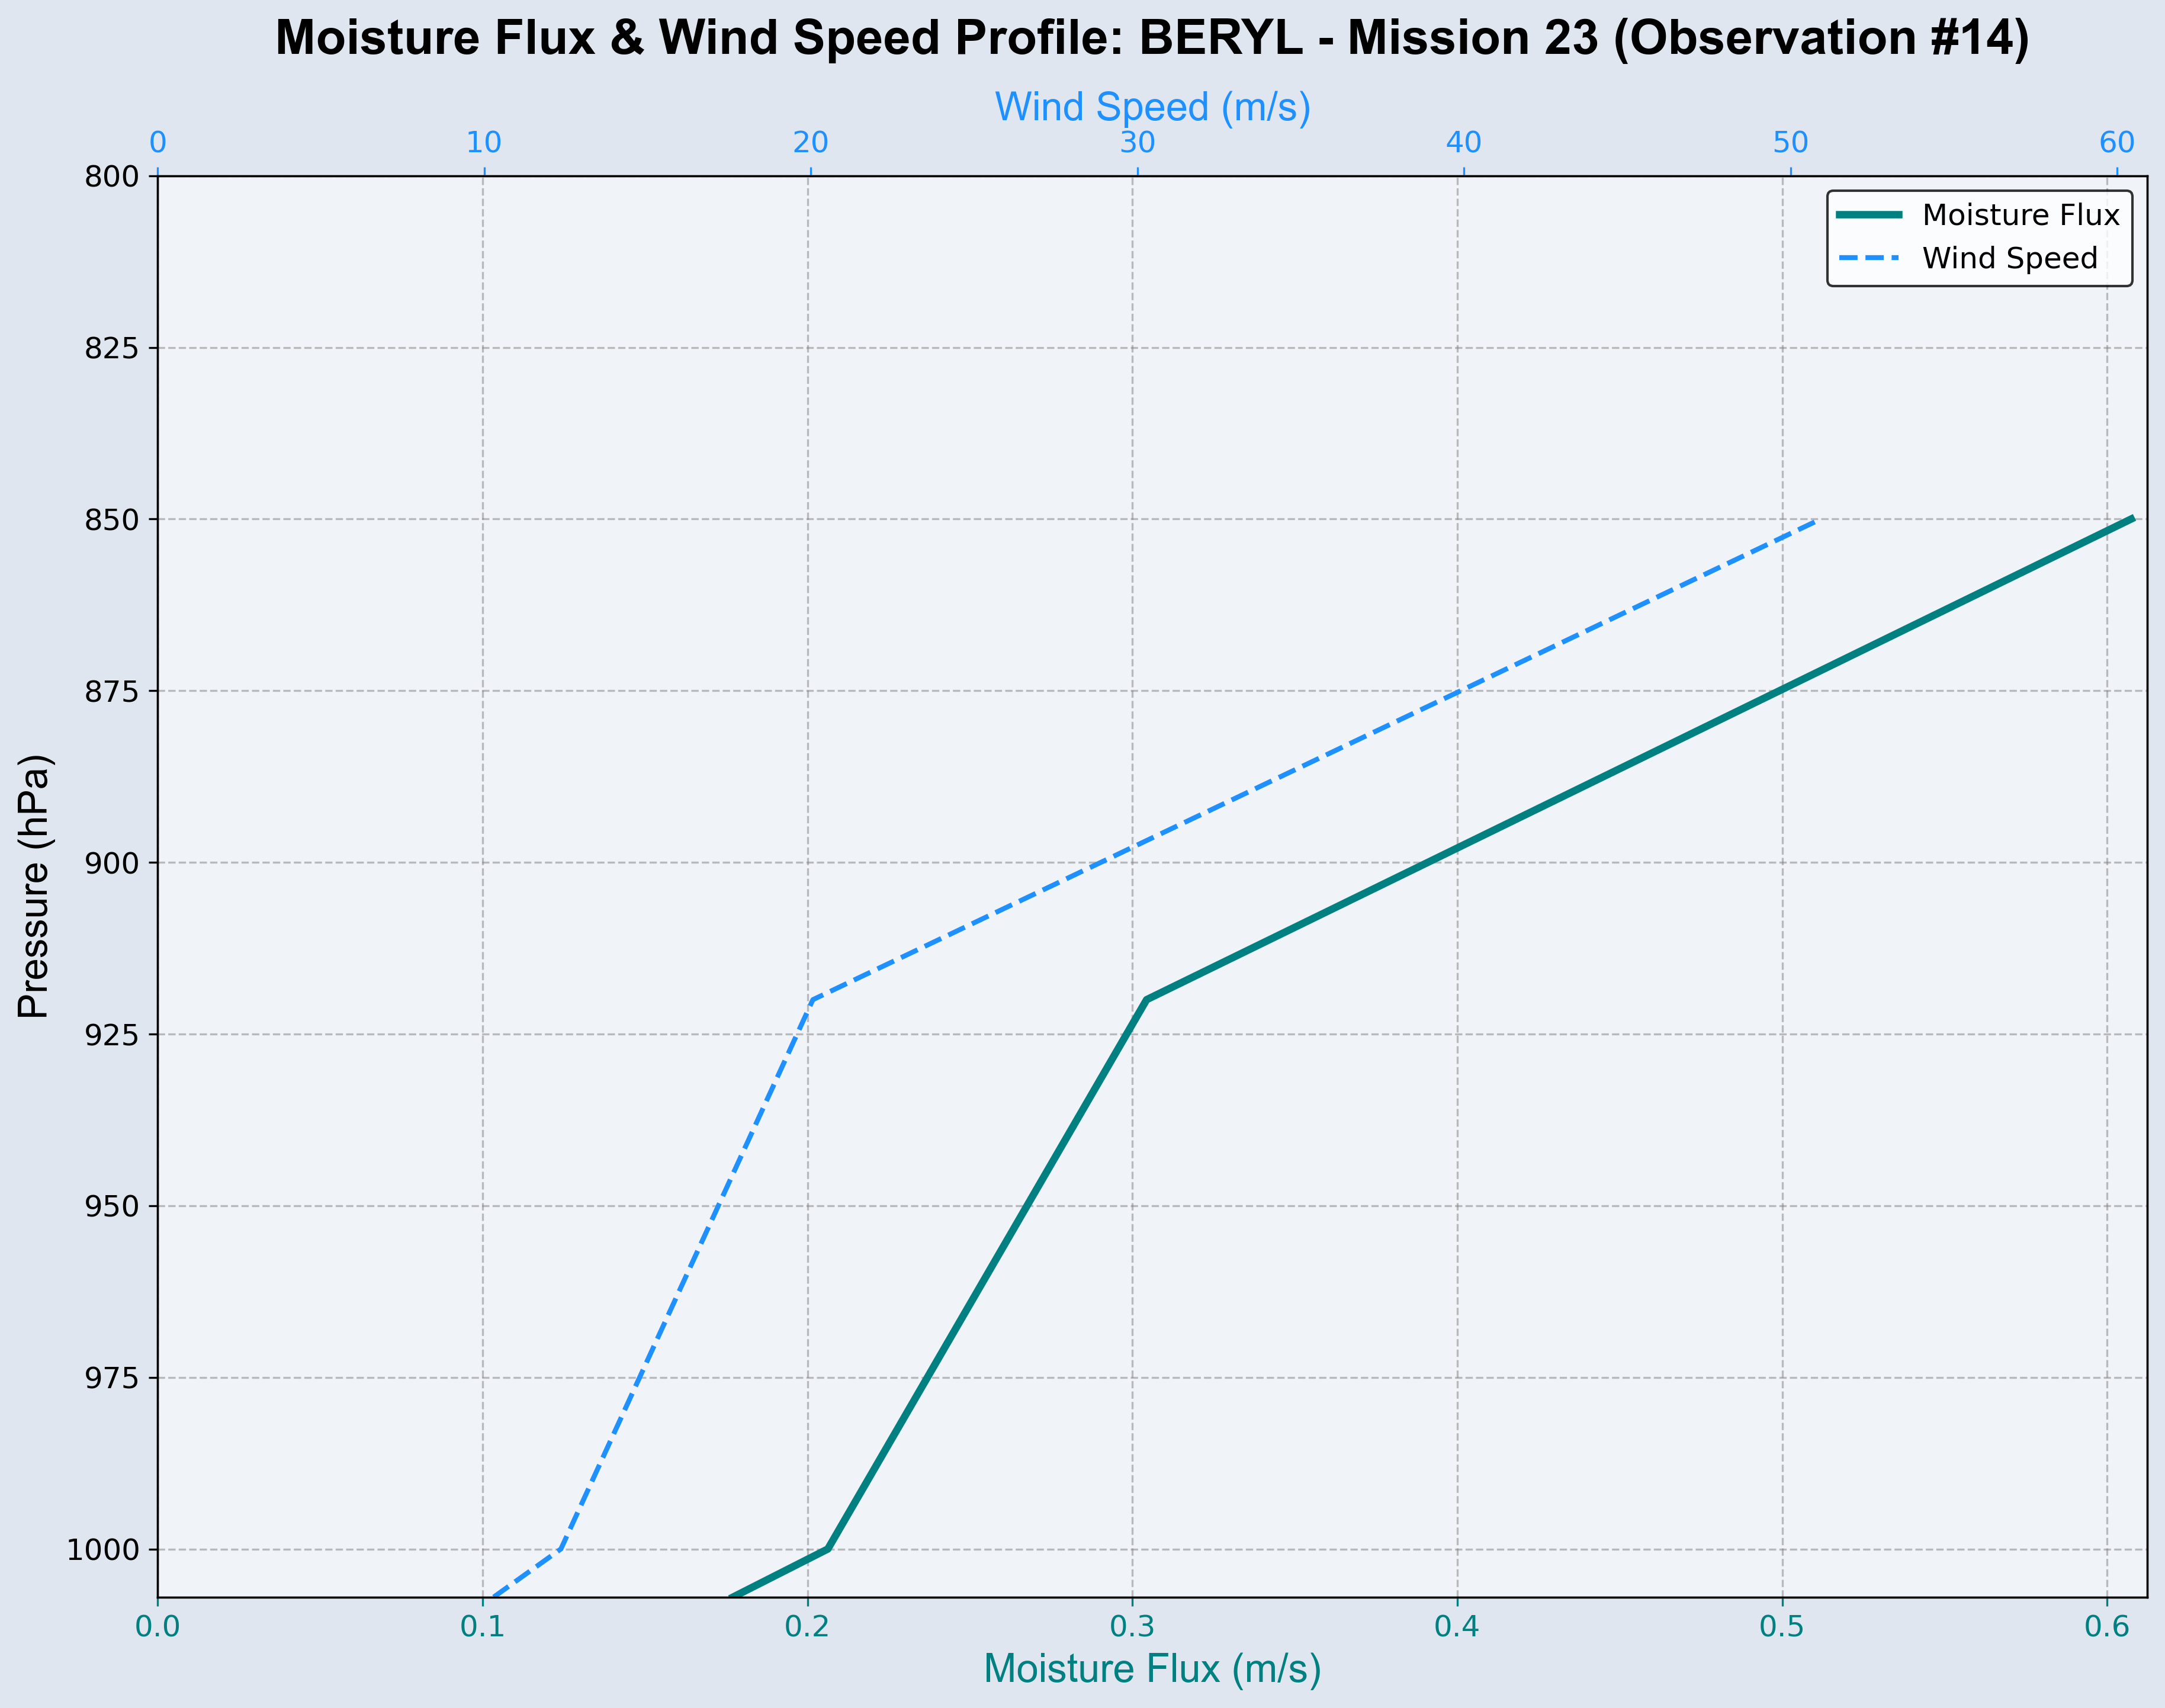 Moisture Flux & Wind Speed Profile: BERYL - Mission 23 (Observation #14)
Wind Speed (m/s)
0 10 20 30 40 50 60
Moisture Flux
Wind Speed
Pressure (hPa)
800
825
850
875
900
925
950
975
1000
0.0 0.1 0.2 0.3 0.4 0.5 0.6
Moisture Flux (m/s)